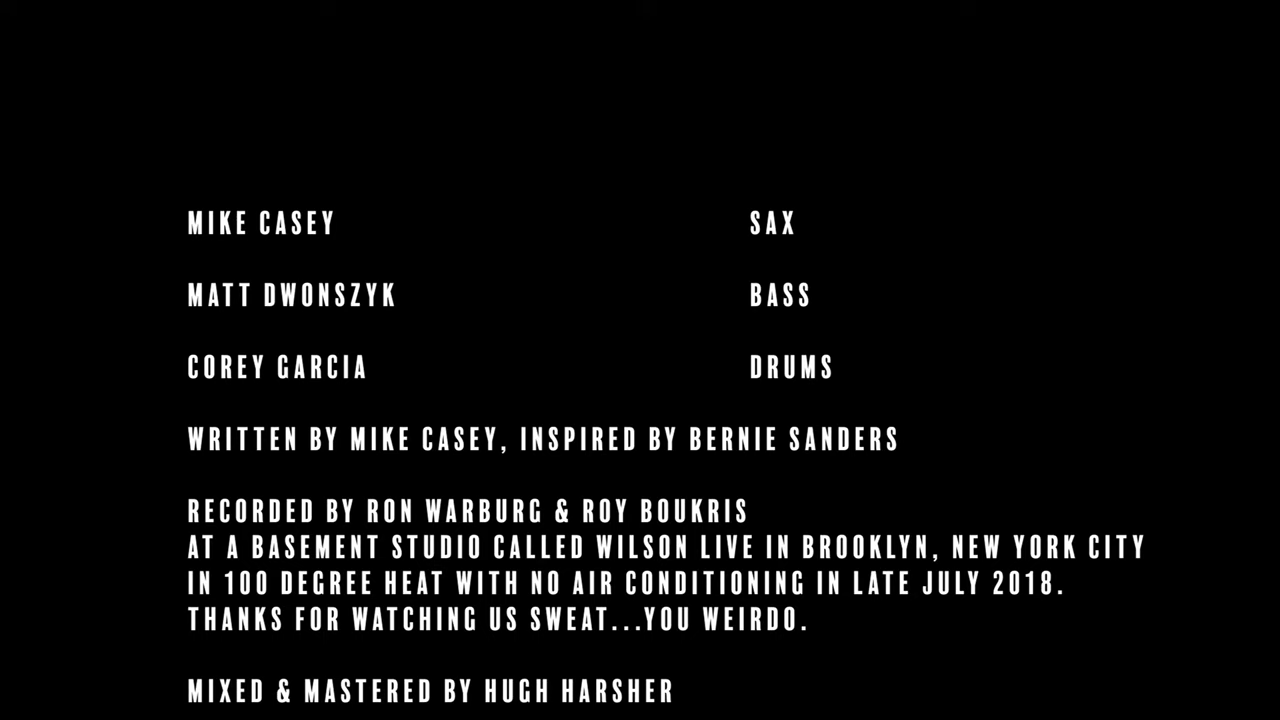 MIKE CASEY SAX
MATT DWONSZYK BASS
COREY GARCIA DRUMS
WRITTEN BY MIKE CASEY, INSPIRED BY BERNIE SANDERS
RECORDED BY RON WARBURG & ROY BOUKRIS
AT A BASEMENT STUDIO CALLED WILSON LIVE IN BROOKLYN, NEW YORK CITY
IN 100 DEGREE HEAT WITH NO AIR CONDITIONING IN LATE JULY 2018.
THANKS FOR WATCHING US SWEAT...YOU WEIRDO.
MIXED & MASTERED BY HUGH HARSHER